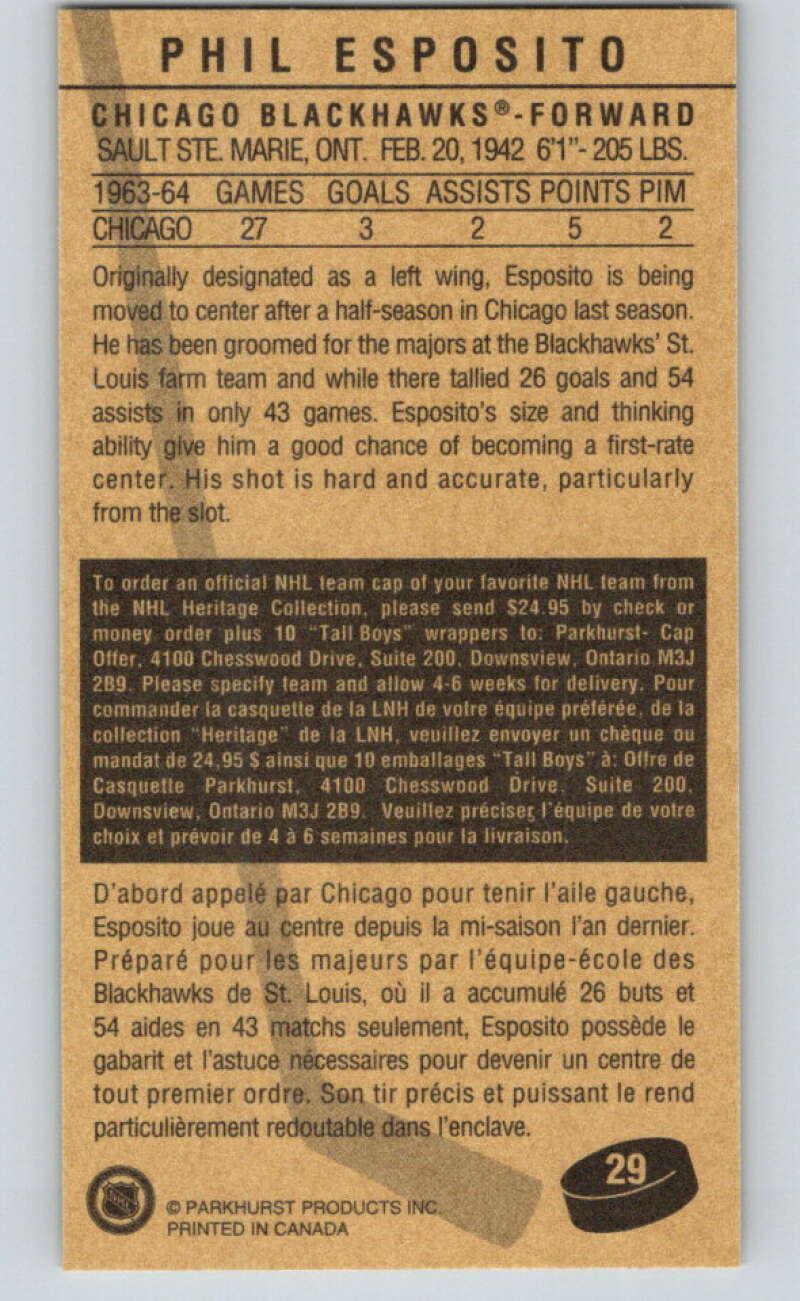 PHIL ESPOSITO
CHICAGO BLACKHAWKS®-FORWARD
SAULT STE. MARIE, ONT. FEB. 20, 1942 6'1"- 205 LBS.
1963-64 GAMES GOALS ASSISTS POINTS PIM
CHICAGO 27 3 2 5 2
Originally designated as a left wing, Esposito is being
moved to center after a half-season in Chicago last season.
He has been groomed for the majors at the Blackhawks' St.
Louis farm team and while there tallied 26 goals and 54
assists in only 43 games. Esposito's size and thinking
ability give him a good chance of becoming a first-rate
center. His shot is hard and accurate, particularly
from the slot.
To order an official NHL team cap of your favorite NHL team from
the NHL Heritage Collection, please send $24.95 by check or
money order plus 10 "Tall Boys" wrappers to: Parkhurst- Cap
Offer, 4100 Chesswood Drive, Suite 200, Downsview, Ontario M3J
2B9. Please specify team and allow 4-6 weeks for delivery. Pour
commander la casquette de la LNH de votre équipe préférée, de la
collection "Heritage" de la LNH, veuillez envoyer un chèque ou
mandat de 24,95 $ ainsi que 10 emballages "Tall Boys" à: Offre de
Casquette Parkhurst, 4100 Chesswood Drive, Suite 200,
Downsview, Ontario M3J 2B9. Veuillez préciser l'équipe de votre
choix et prévoir de 4 à 6 semaines pour la livraison.
D'abord appelé par Chicago pour tenir l'aile gauche,
Esposito joue au centre depuis la mi-saison l'an dernier.
Préparé pour les majeurs par l'équipe-école des
Blackhawks de St. Louis, où il a accumulé 26 buts et
54 aides en 43 matchs seulement, Esposito possède le
gabarit et l'astuce nécessaires pour devenir un centre de
tout premier ordre. Son tir précis et puissant le rend
particulièrement redoutable dans l'enclave.
29
© PARKHURST PRODUCTS INC.
PRINTED IN CANADA